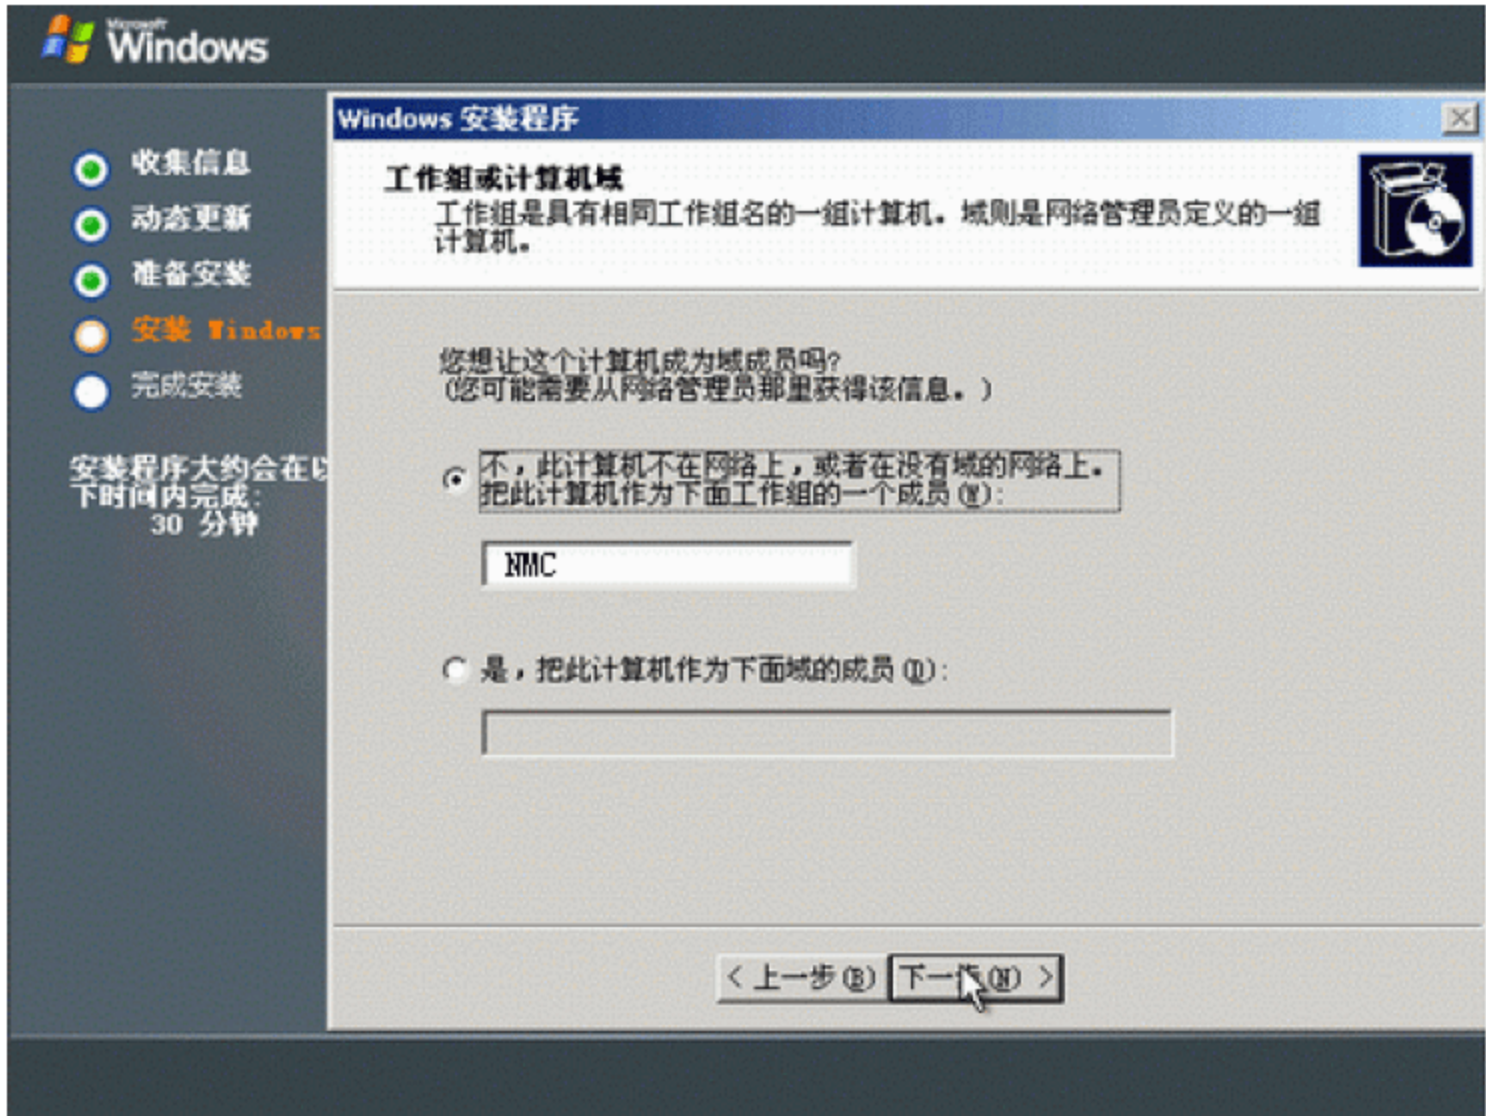 Microsoft
Windows
收集信息
动态更新
准备安装
安装 Windows
完成安装
安装程序大约会在以
下时间内完成:
30 分钟
Windows 安装程序
工作组或计算机域
工作组是具有相同工作组名的一组计算机。域则是网络管理员定义的一组
计算机。
您想让这个计算机成为域成员吗?
(您可能需要从网络管理员那里获得该信息。)
不，此计算机不在网络上，或者在没有域的网络上。
把此计算机作为下面工作组的一个成员(W):
NMC
是，把此计算机作为下面域的成员(D):
< 上一步(B)
下一步(N) >